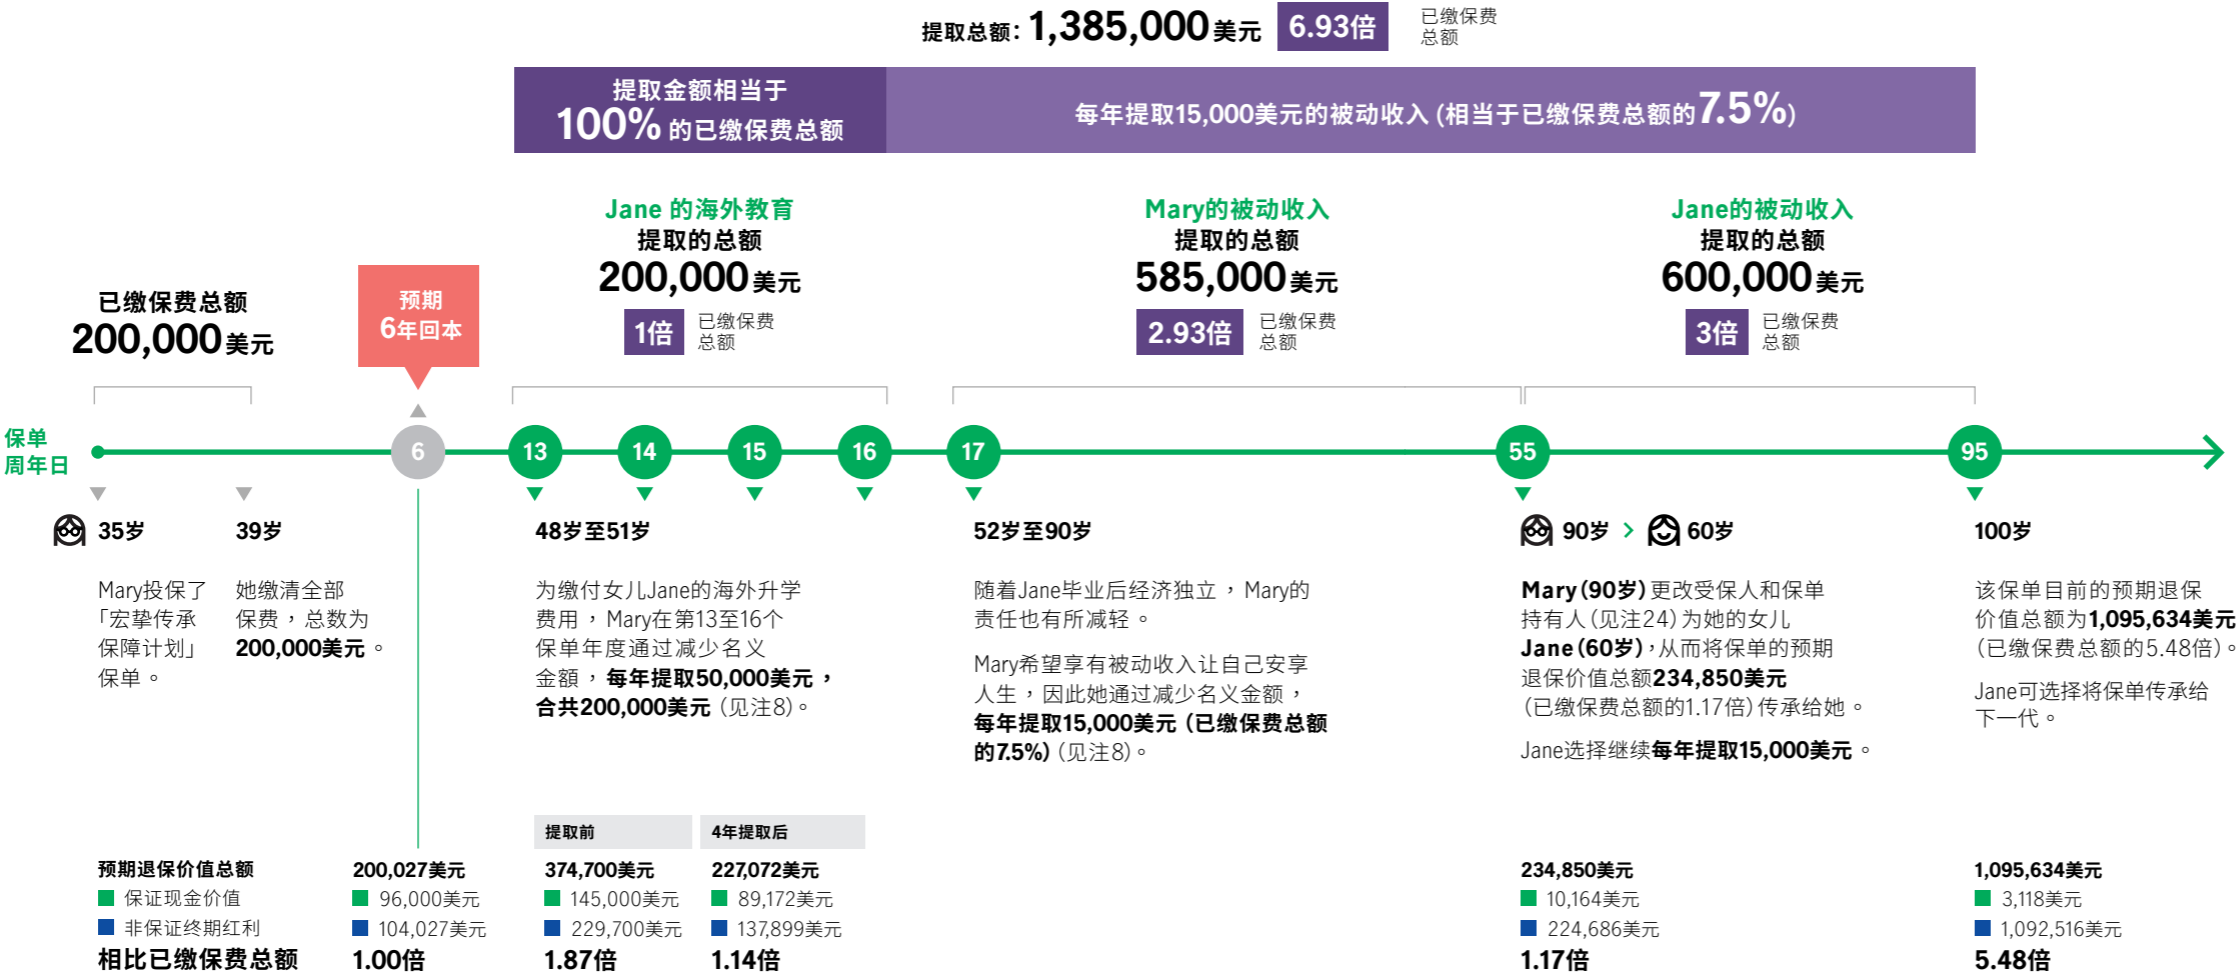 提取总额：1,385,000美元 6.93倍 已缴保费
总额
提取金额相当于
100% 的已缴保费总额
每年提取15,000美元的被动收入 (相当于已缴保费总额的7.5%)
Jane 的海外教育
提取的总额
200,000美元
1倍 已缴保费
总额
Mary的被动收入
提取的总额
585,000美元
2.93倍 已缴保费
总额
Jane的被动收入
提取的总额
600,000美元
3倍 已缴保费
总额
已缴保费总额
200,000美元
预期
6年回本
保单
周年日
6 13 14 15 16 17 55 95
35岁
Mary投保了
「宏挚传承
保障计划」
保单。
39岁
她缴清全部
保费，总数为
200,000美元。
48岁至51岁
为缴付女儿Jane的海外升学
费用，Mary在第13至16个
保单年度通过减少名义
金額，每年提取50,000美元，
合共200,000美元（见注8）。
52岁至90岁
随着Jane毕业后经济独立，Mary的
责任也有所减轻。
Mary希望享有被动收入让自己安享
人生，因此她通过减少名义金额，
每年提取15,000美元（已缴保费总额
的7.5%）（见注8）。
90岁 > 60岁
Mary（90岁）更改受保人和保单
持有人（见注24）为她的女儿
Jane（60岁），从而将保单的预期
退保价值总额234,850美元
（已缴保费总额的1.17倍）传承给她。
Jane选择继续每年提取15,000美元。
100岁
该保单目前的预期退保
价值总额为1,095,634美元
（已缴保费总额的5.48倍）。
Jane可选择将保单传承给
下一代。
提取前 4年提取后
预期退保价值总额 200,027美元 374,700美元 227,072美元 234,850美元 1,095,634美元
保证现金价值 96,000美元 145,000美元 89,172美元 10,164美元 3,118美元
非保证终期红利 104,027美元 229,700美元 137,899美元 224,686美元 1,092,516美元
相比已缴保费总额 1.00倍 1.87倍 1.14倍 1.17倍 5.48倍